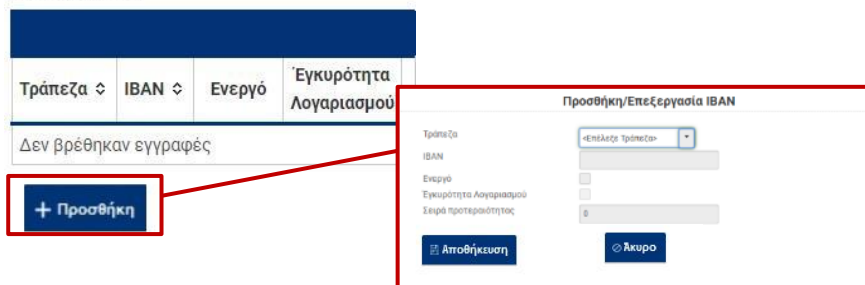 Τράπεζα IBAN Ενεργό Έγκυρότητα Λογαριασμού
Δεν βρέθηκαν εγγραφές
+ Προσθήκη
Προσθήκη/Επεξεργασία IBAN
Τράπεζα <Επέλεξε Τράπεζα>
IBAN
Ενεργό
Έγκυρότητα Λογαριασμού
Σειρά προτεραιότητας 0
Αποθήκευση Άκυρο